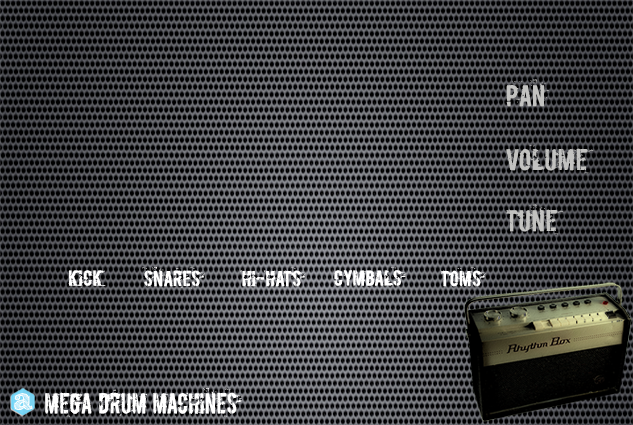 PAN
VOLUME
TUNE
KICK SNARES HI-HATS CYMBALS TOMS
Rhythm Box
MEGA DRUM MACHINES